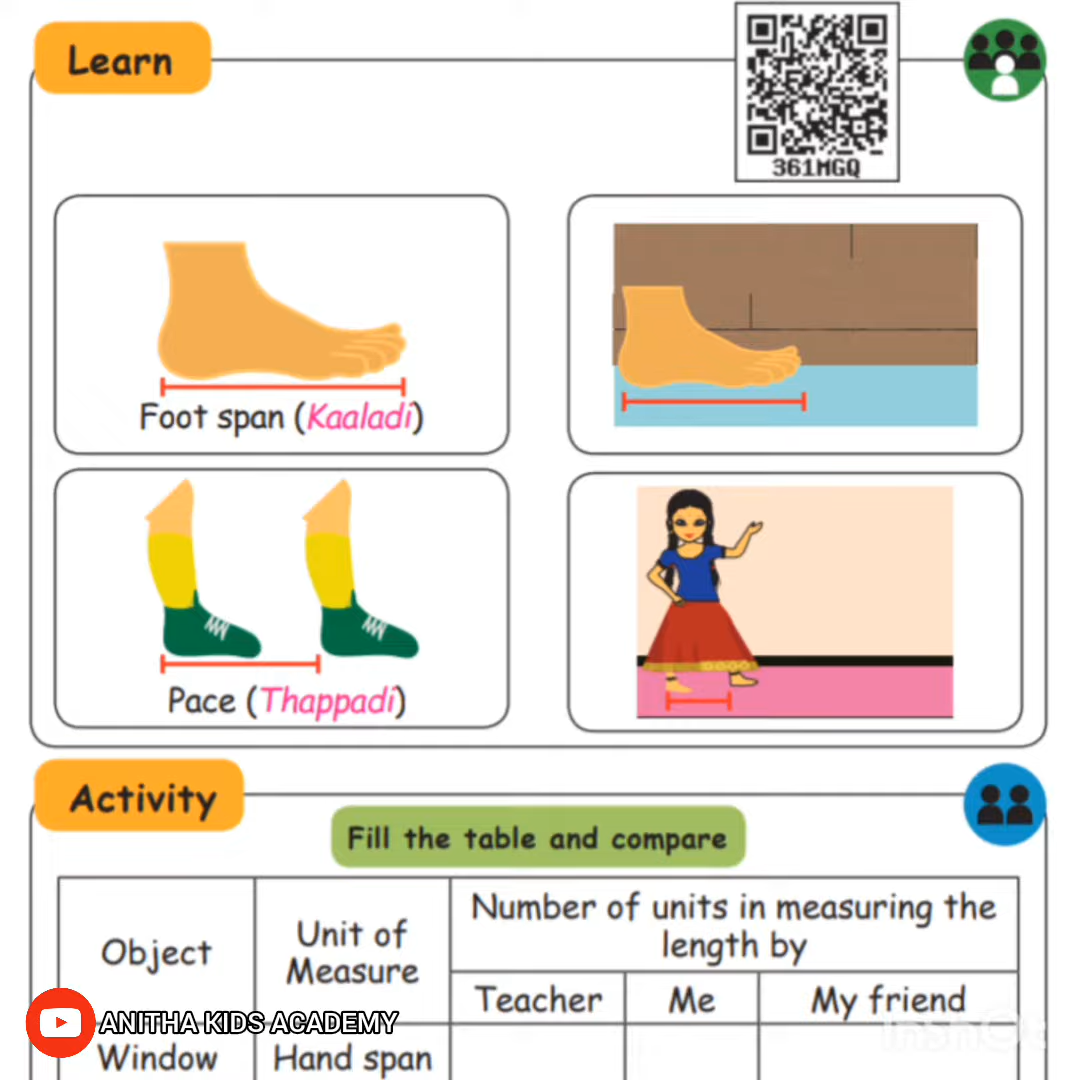 Learn
361MGQ
Foot span (Kaaladi)
Pace (Thappadi)
Activity
Fill the table and compare
Object
Unit of
Measure
Number of units in measuring the
length by
Teacher
Me
My friend
ANITHA KIDS ACADEMY
InshOt
Window
Hand span